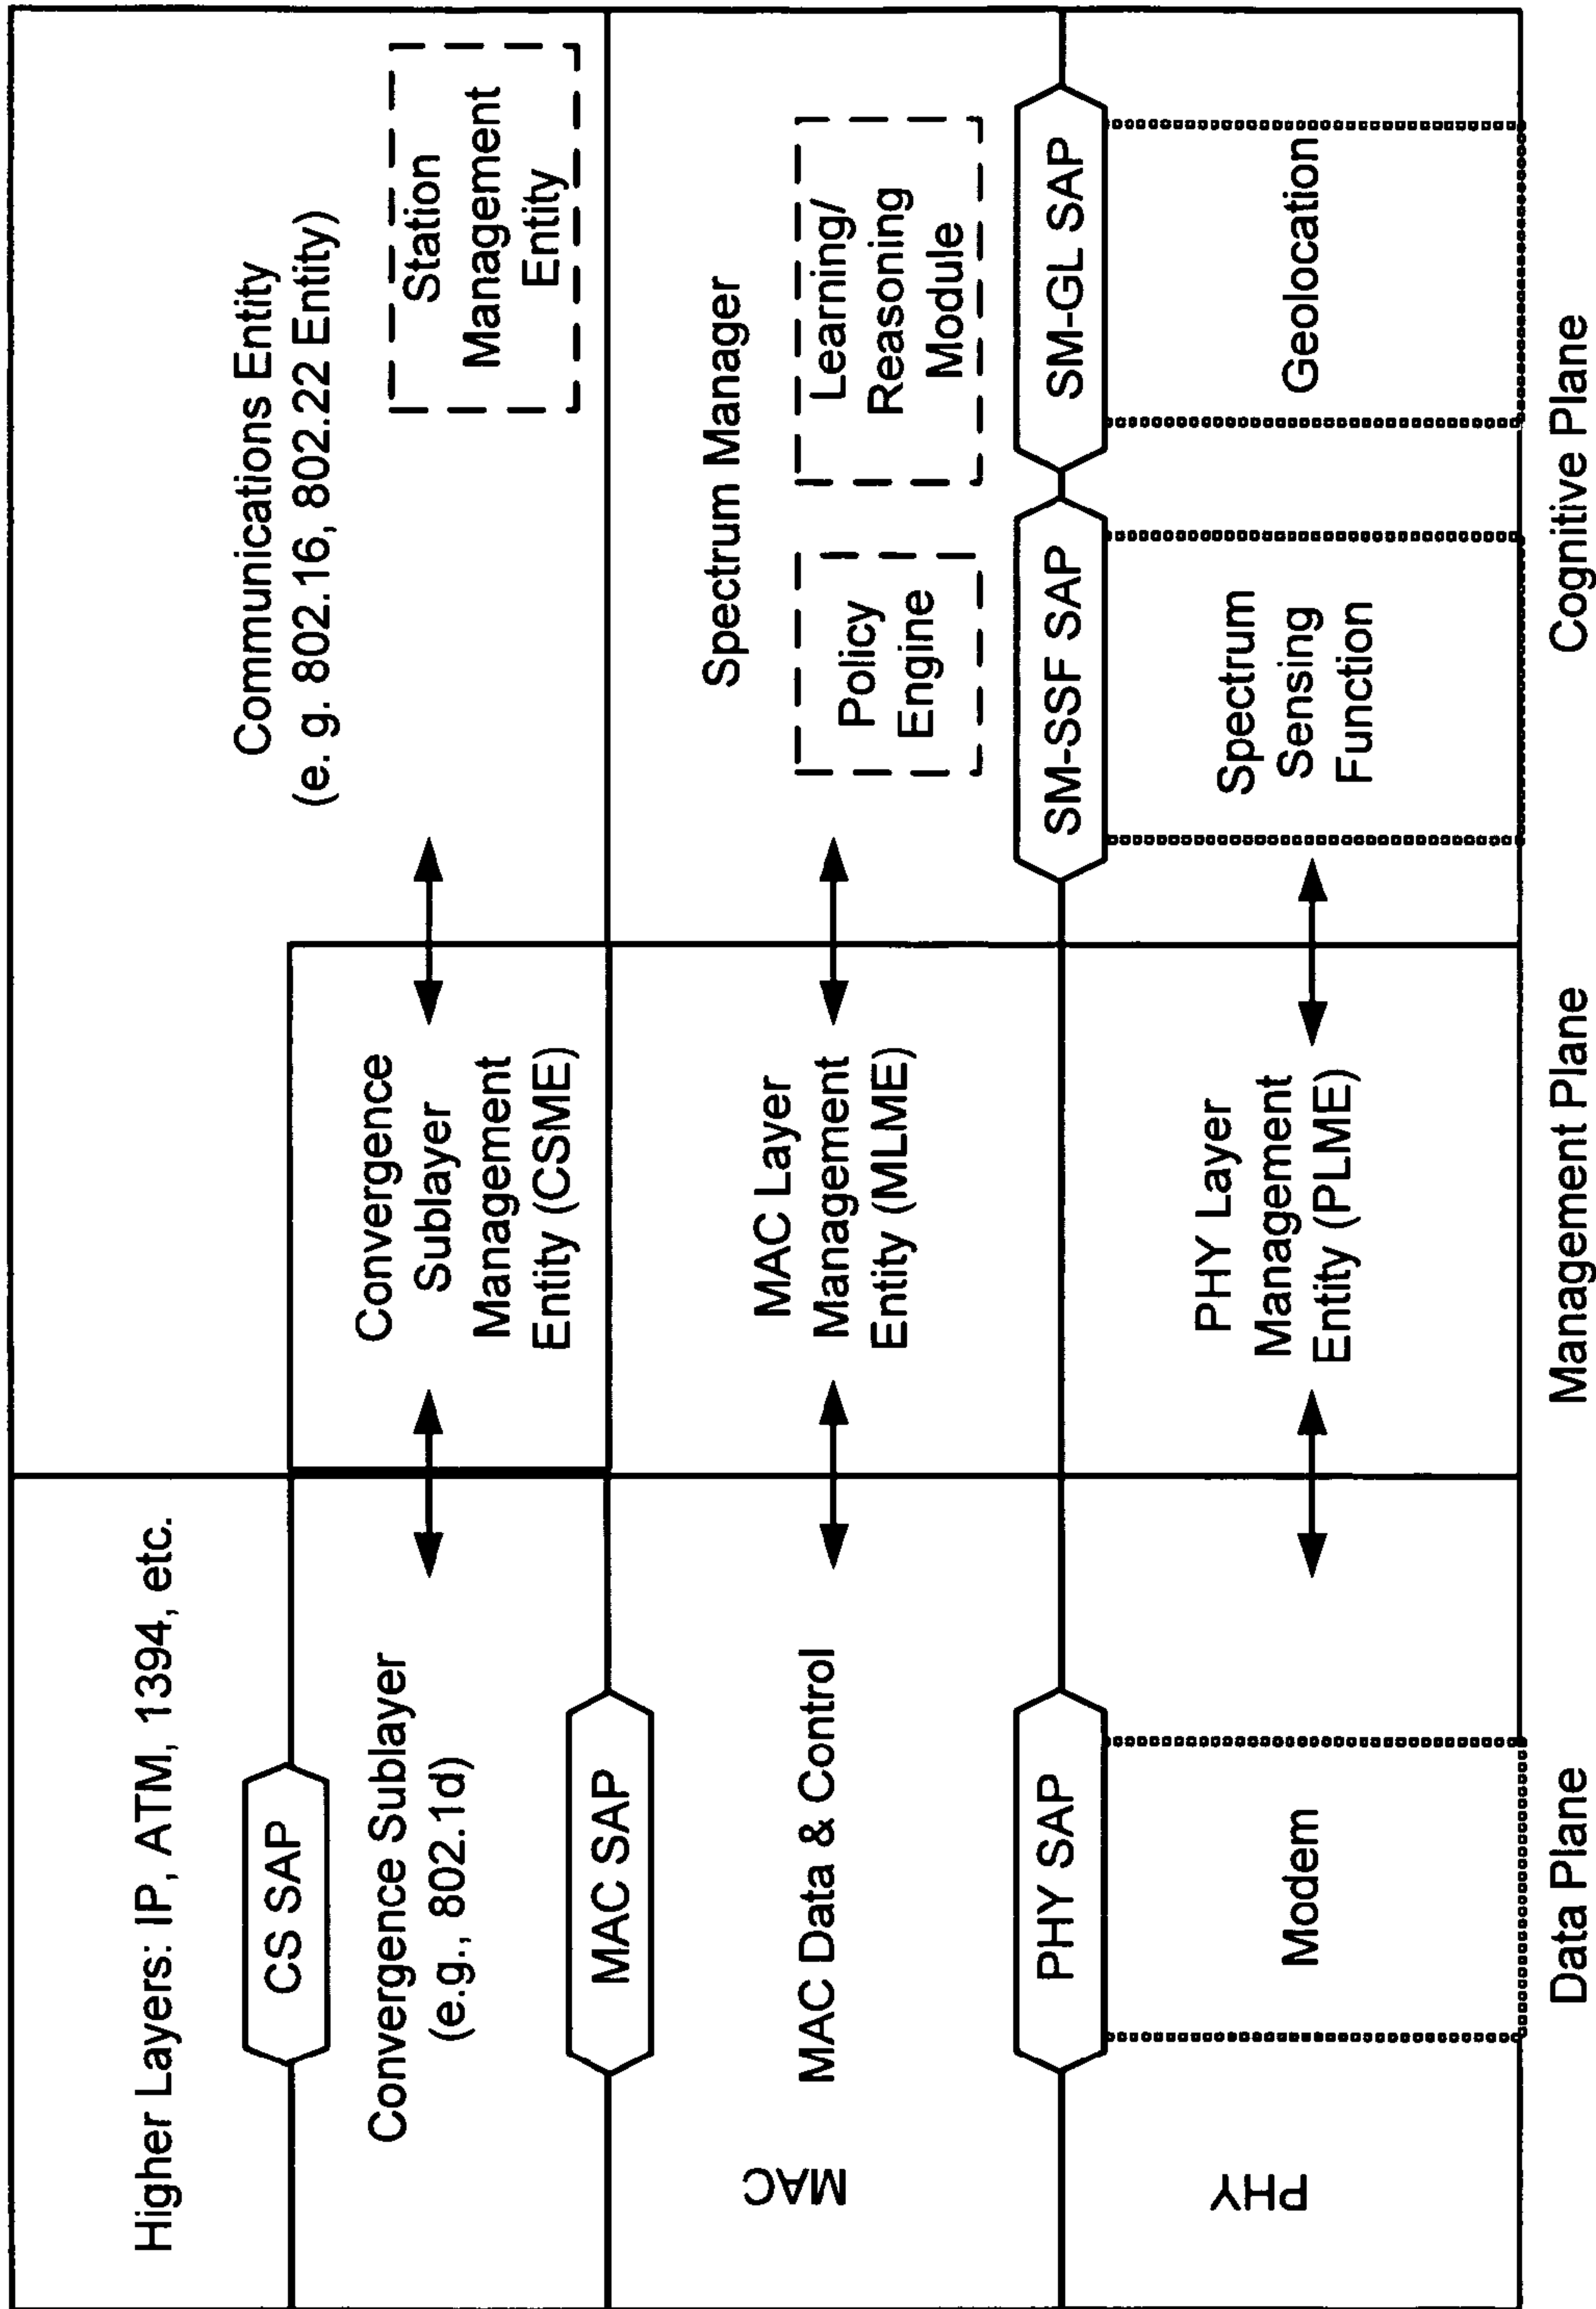 Higher Layers: IP, ATM, 1394, etc.
CS SAP
Convergence Sublayer
(e.g., 802.1d)
MAC SAP
MAC
MAC Data & Control
PHY SAP
PHY
Modem
Data Plane
Convergence
Sublayer
Management
Entity (CSME)
MAC Layer
Management
Entity (MLME)
PHY Layer
Management
Entity (PLME)
Management Plane
Communications Entity
(e. g. 802.16, 802.22 Entity)
Station
Management
Entity
Spectrum Manager
Policy
Engine
Learning/
Reasoning
Module
SM-SSF SAP
SM-GL SAP
Spectrum
Sensing
Function
Geolocation
Cognitive Plane